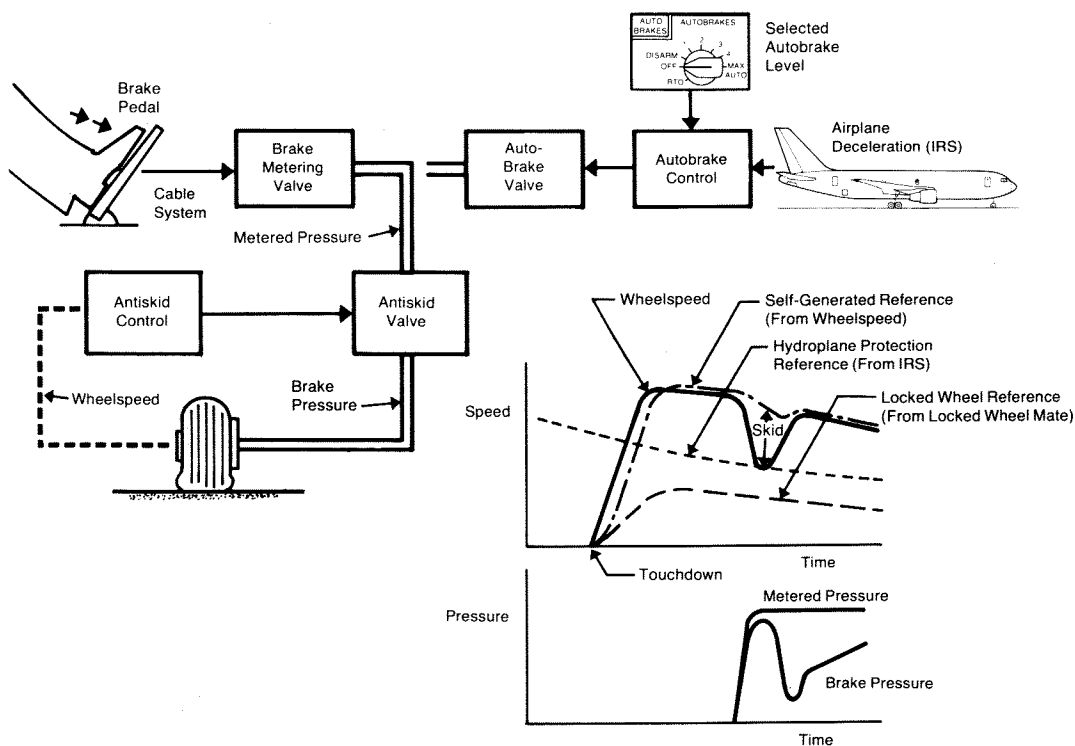 AUTO
BRAKES
AUTOBRAKES
DISARM
1
2
3
4
OFF
MAX
AUTO
RTO
Selected
Autobrake
Level
Brake
Pedal
Brake
Metering
Valve
Auto-
Brake
Valve
Autobrake
Control
Airplane
Deceleration (IRS)
Cable
System
Metered Pressure
Antiskid
Control
Antiskid
Valve
Wheelspeed
Brake
Pressure
Wheelspeed
Self-Generated Reference
(From Wheelspeed)
Hydroplane Protection
Reference (From IRS)
Locked Wheel Reference
(From Locked Wheel Mate)
Speed
Skid
Time
Touchdown
Pressure
Metered Pressure
Brake Pressure
Time